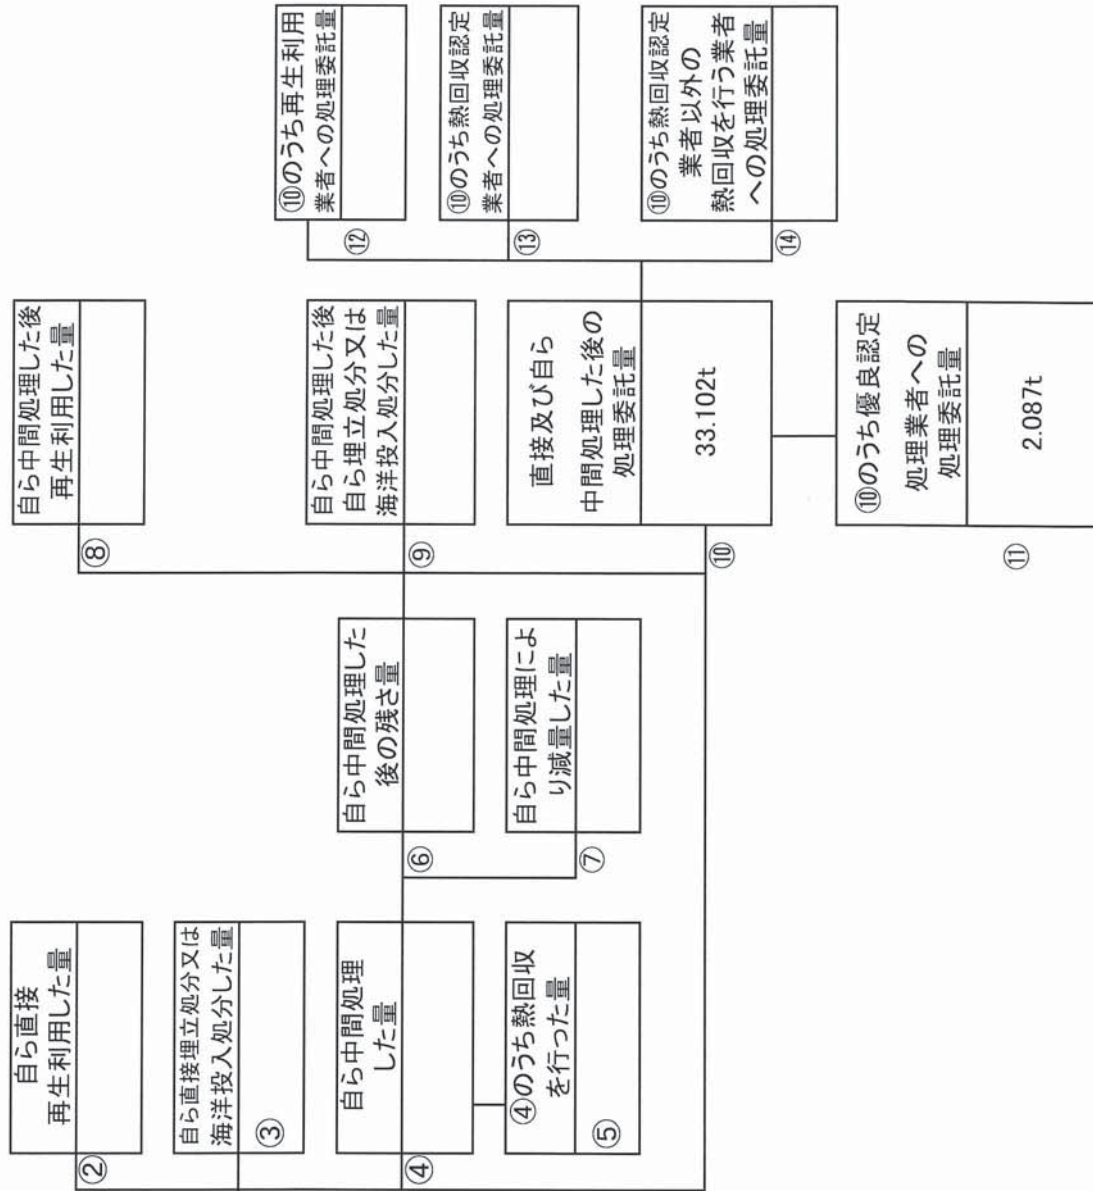 ②
自ら直接
再生利用した量
自ら直接埋立処分又は
海洋投入処分した量
③
④
自ら中間処理
した量
④のうち熱回収
を行った量
⑤
⑥
自ら中間処理した
後の残さ量
⑦
自ら中間処理によ
り減量した量
⑧
自ら中間処理した後
再生利用した量
⑨
自ら中間処理した後
自ら埋立処分又は
海洋投入処分した量
⑩
直接及び自ら
中間処理した後の
処理委託量
33.102t
⑪
⑩のうち優良認定
処理業者への
処理委託量
2.087t
⑫
⑩のうち再生利用
業者への処理委託量
⑬
⑩のうち熱回収認定
業者への処理委託量
⑭
⑩のうち熱回収認定
業者以外の
熱回収を行う業者
への処理委託量